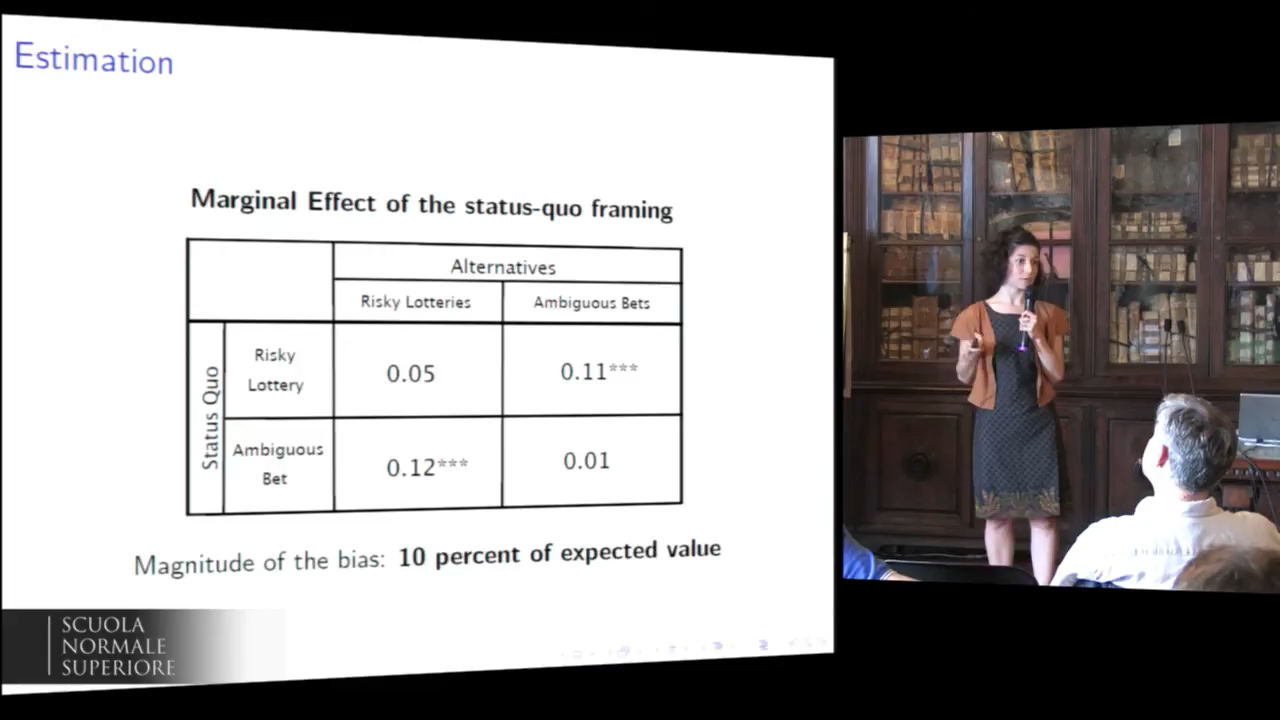 Estimation
Marginal Effect of the status-quo framing
Alternatives
Risky Lotteries Ambiguous Bets
Status Quo
Risky
Lottery
0.05 0.11***
Ambiguous
Bet
0.12*** 0.01
Magnitude of the bias: 10 percent of expected value
SCUOLA
NORMALE
SUPERIORE